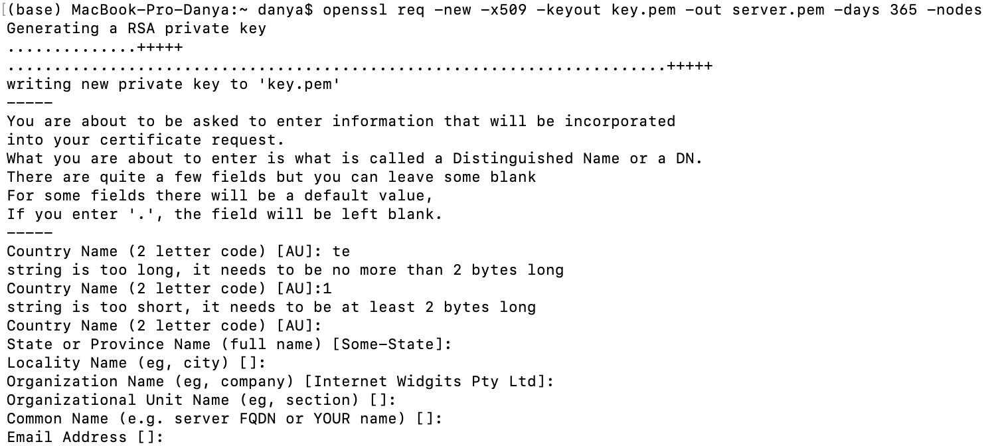 (base) MacBook-Pro-Danya:~ danya$ openssl req -new -x509 -keyout key.pem -out server.pem -days 365 -nodes
Generating a RSA private key
..............+++++
.......................................................................+++++
writing new private key to 'key.pem'
-----
You are about to be asked to enter information that will be incorporated
into your certificate request.
What you are about to enter is what is called a Distinguished Name or a DN.
There are quite a few fields but you can leave some blank
For some fields there will be a default value,
If you enter '.', the field will be left blank.
-----
Country Name (2 letter code) [AU]: te
string is too long, it needs to be no more than 2 bytes long
Country Name (2 letter code) [AU]:1
string is too short, it needs to be at least 2 bytes long
Country Name (2 letter code) [AU]:
State or Province Name (full name) [Some-State]:
Locality Name (eg, city) []:
Organization Name (eg, company) [Internet Widgits Pty Ltd]:
Organizational Unit Name (eg, section) []:
Common Name (e.g. server FQDN or YOUR name) []:
Email Address []: